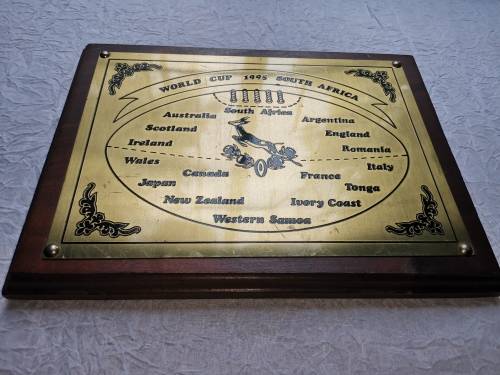 WORLD CUP 1995 SOUTH AFRICA
South Africa
Australia Argentina
Scotland England
Ireland Romania
Wales Italy
Canada France
Japan Tonga
New Zealand Ivory Coast
Western Samoa